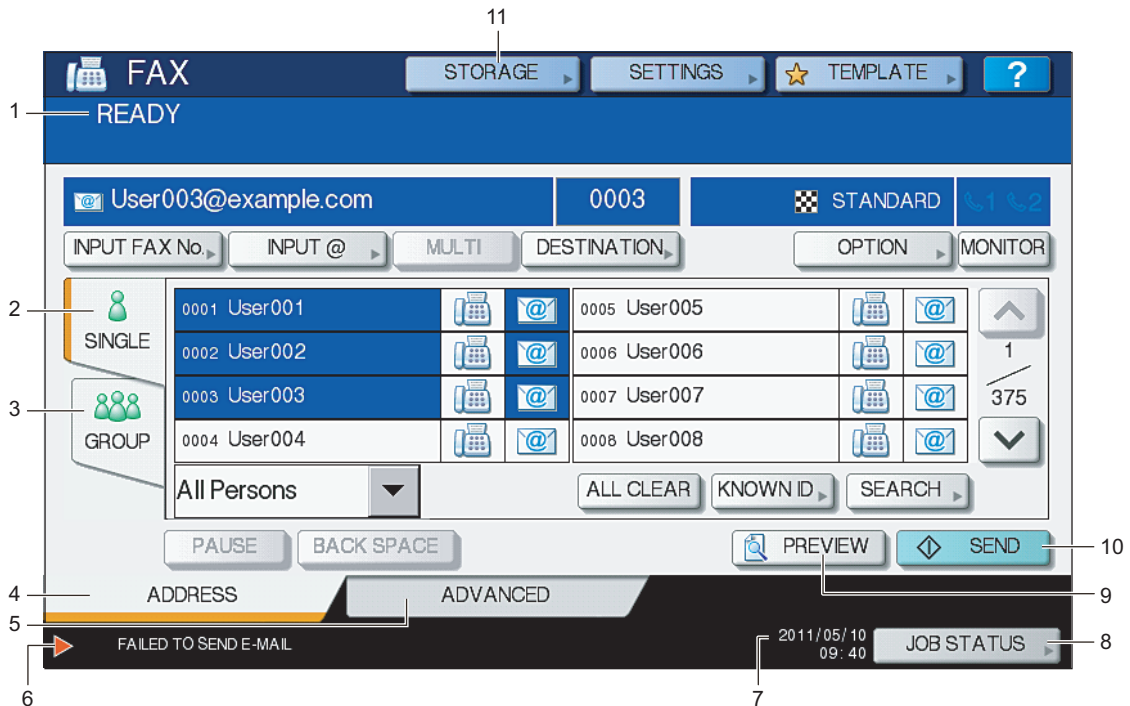 11
FAX STORAGE SETTINGS TEMPLATE ?
1 READY
User003@example.com 0003 STANDARD 1 2
INPUT FAX No. INPUT @ MULTI DESTINATION OPTION MONITOR
2 SINGLE
3 GROUP
0001 User001 @ 0005 User005 @
0002 User002 @ 0006 User006 @
0003 User003 @ 0007 User007 @
0004 User004 @ 0008 User008 @
1
375
All Persons ALL CLEAR KNOWN ID SEARCH
PAUSE BACK SPACE PREVIEW SEND 10
4 ADDRESS ADVANCED 9
5
FAILED TO SEND E-MAIL 2011/05/10
09:40 JOB STATUS 8
6 7